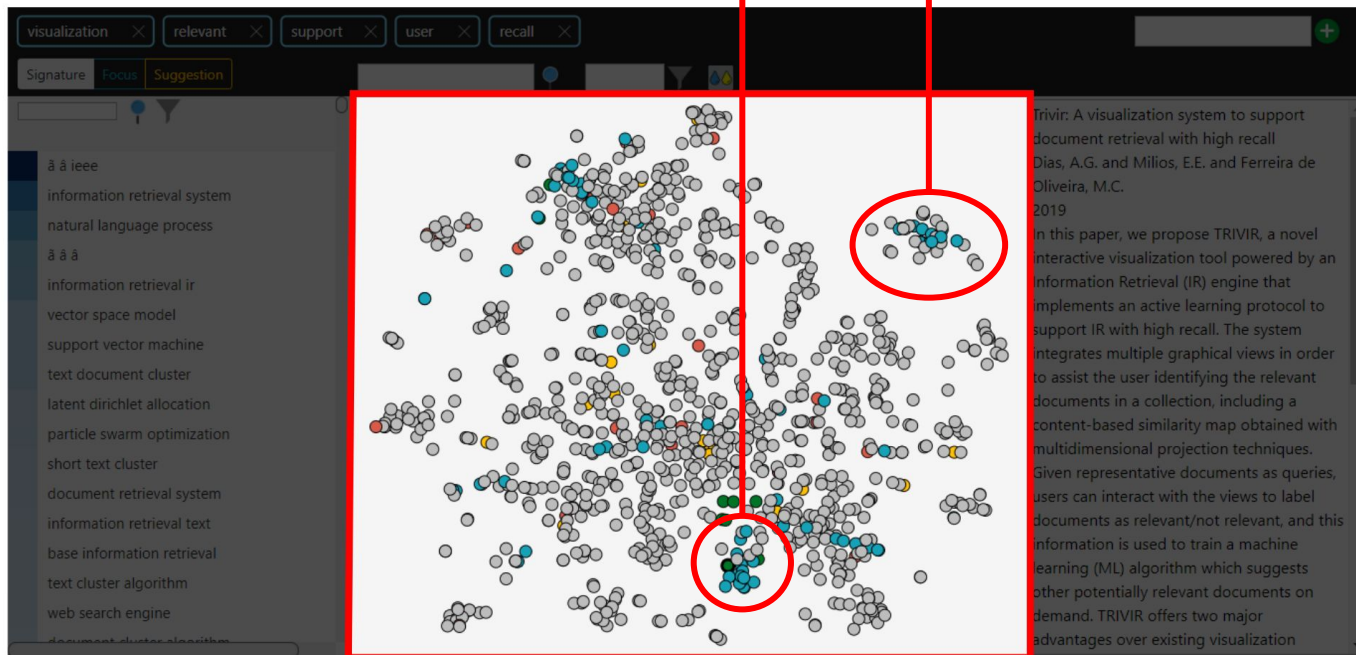 visualization × relevant × support × user × recall ×
Signature Focus Suggestion
ã â ieee
information retrieval system
natural language process
ã â â
information retrieval ir
vector space model
support vector machine
text document cluster
latent dirichlet allocation
particle swarm optimization
short text cluster
document retrieval system
information retrieval text
base information retrieval
text cluster algorithm
web search engine
document cluster algorithm
Trivir: A visualization system to support
document retrieval with high recall
Dias, A.G. and Milios, E.E. and Ferreira de
Oliveira, M.C.
2019
In this paper, we propose TRIVIR, a novel
interactive visualization tool powered by an
Information Retrieval (IR) engine that
implements an active learning protocol to
support IR with high recall. The system
integrates multiple graphical views in order
to assist the user identifying the relevant
documents in a collection, including a
content-based similarity map obtained with
multidimensional projection techniques.
Given representative documents as queries,
users can interact with the views to label
documents as relevant/not relevant, and this
information is used to train a machine
learning (ML) algorithm which suggests
other potentially relevant documents on
demand. TRIVIR offers two major
advantages over existing visualization